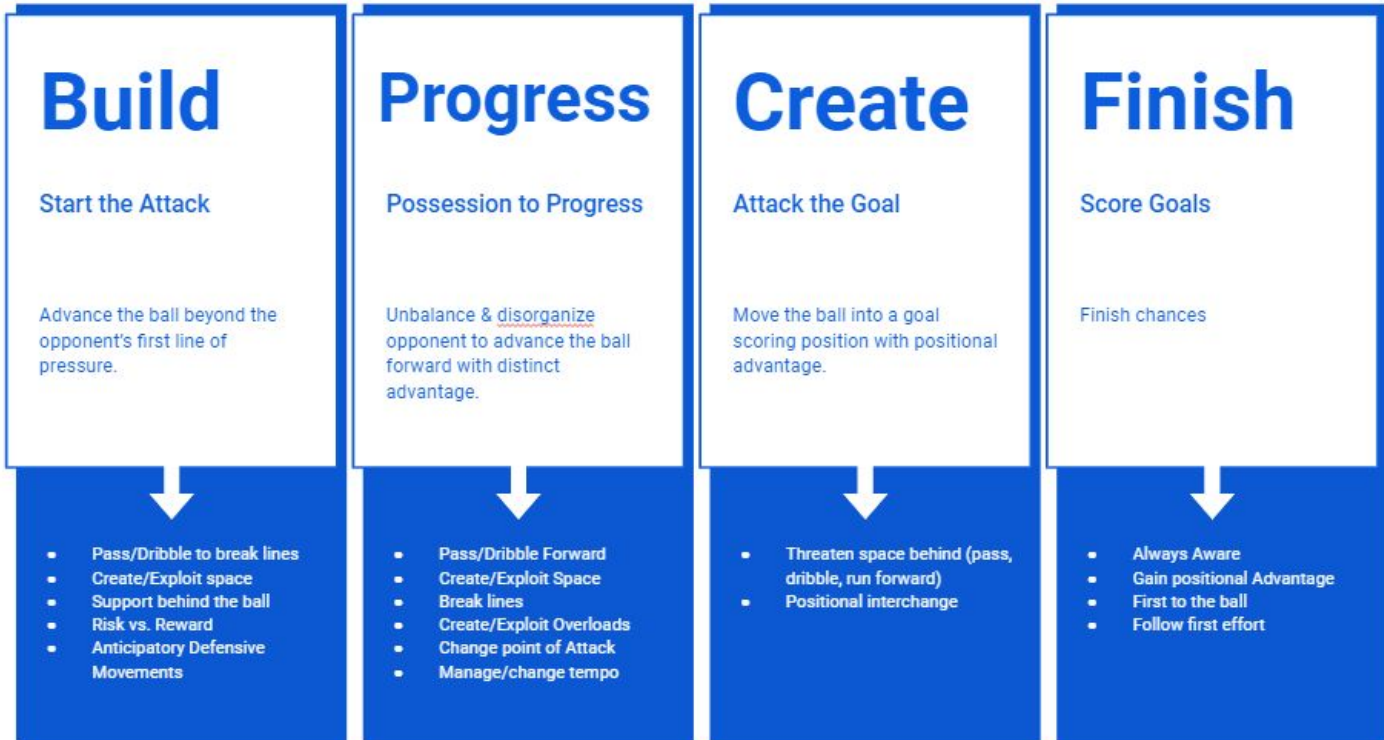 Build
Start the Attack
Advance the ball beyond the
opponent's first line of
pressure.
• Pass/Dribble to break lines
• Create/Exploit space
• Support behind the ball
• Risk vs. Reward
• Anticipatory Defensive
Movements
Progress
Possession to Progress
Unbalance & disorganize
opponent to advance the ball
forward with distinct
advantage.
• Pass/Dribble Forward
• Create/Exploit Space
• Break lines
• Create/Exploit Overloads
• Change point of Attack
• Manage/change tempo
Create
Attack the Goal
Move the ball into a goal
scoring position with positional
advantage.
• Threaten space behind (pass,
dribble, run forward)
• Positional interchange
Finish
Score Goals
Finish chances
• Always Aware
• Gain positional Advantage
• First to the ball
• Follow first effort